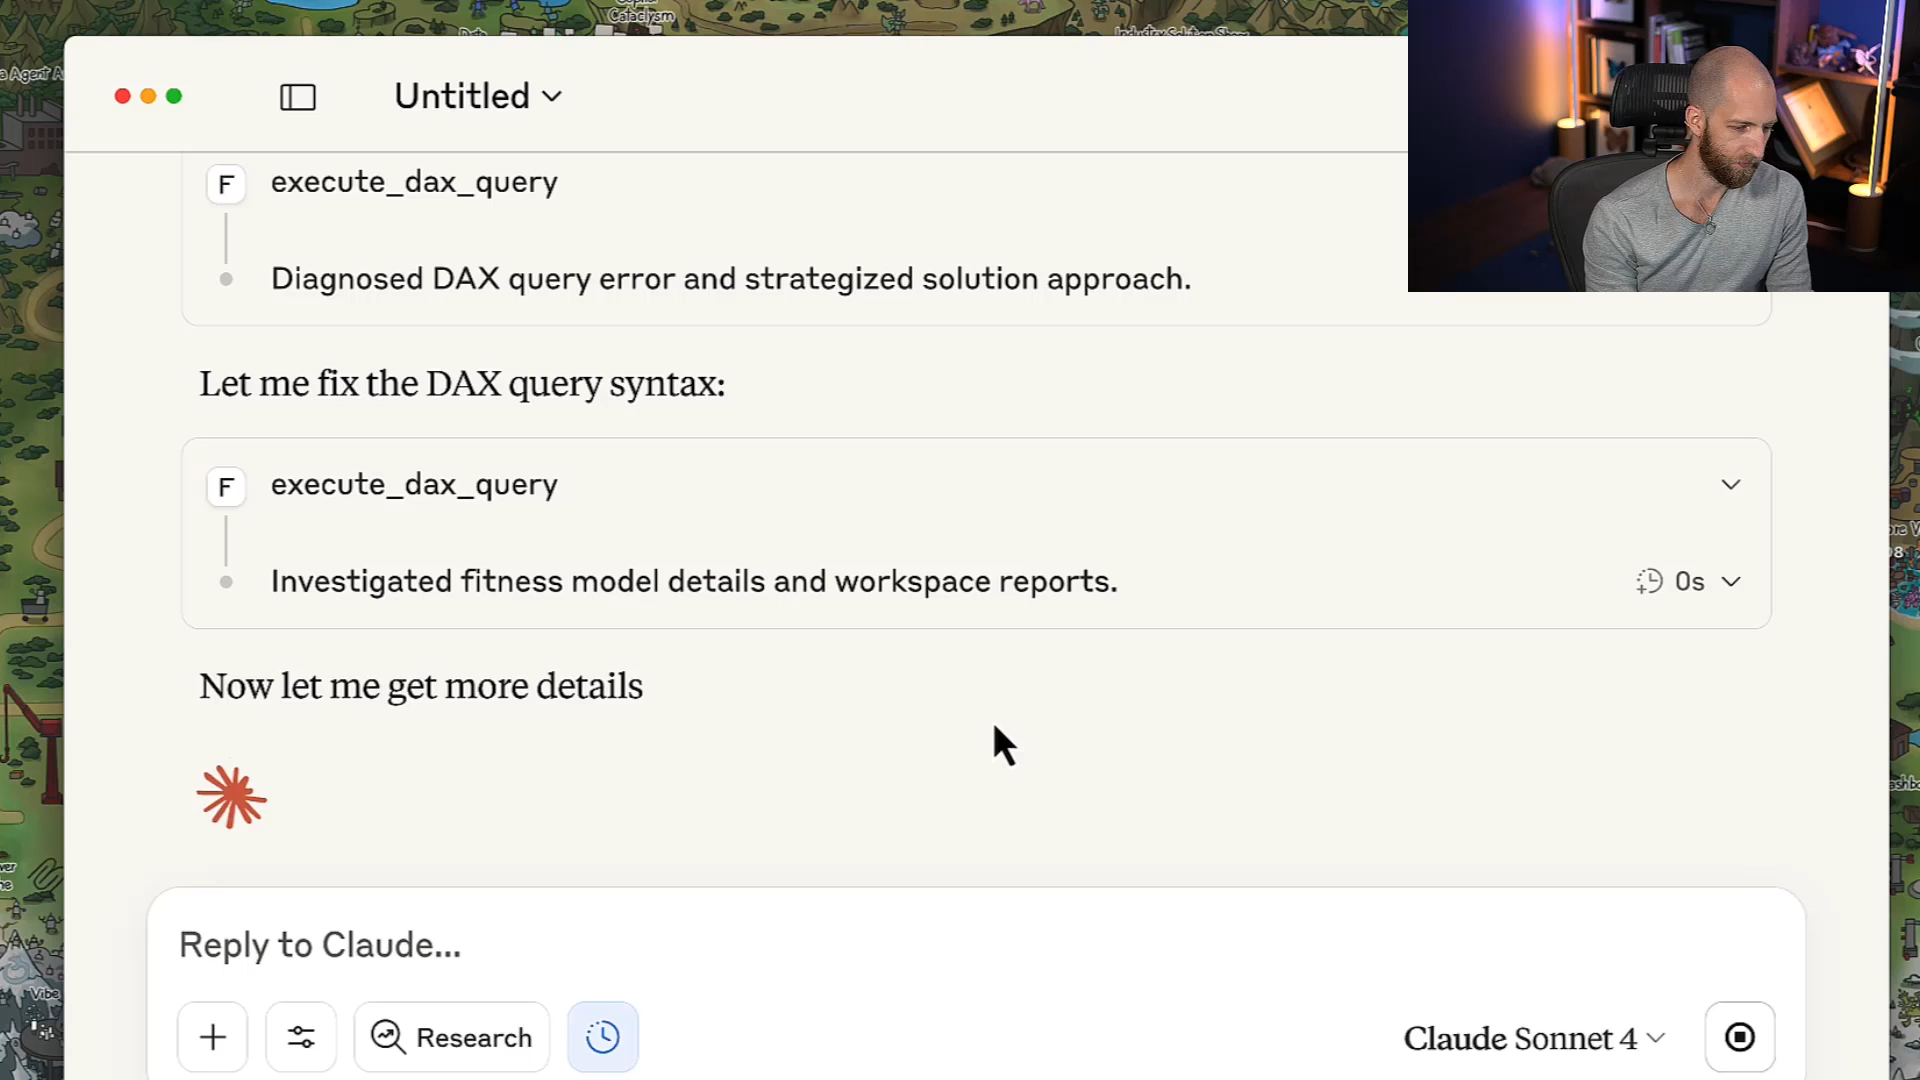 Cataclysm
Untitled
F execute_dax_query
Diagnosed DAX query error and strategized solution approach.
Let me fix the DAX query syntax:
F execute_dax_query
Investigated fitness model details and workspace reports.
0s
Now let me get more details
Reply to Claude...
Research
Claude Sonnet 4
Vibe